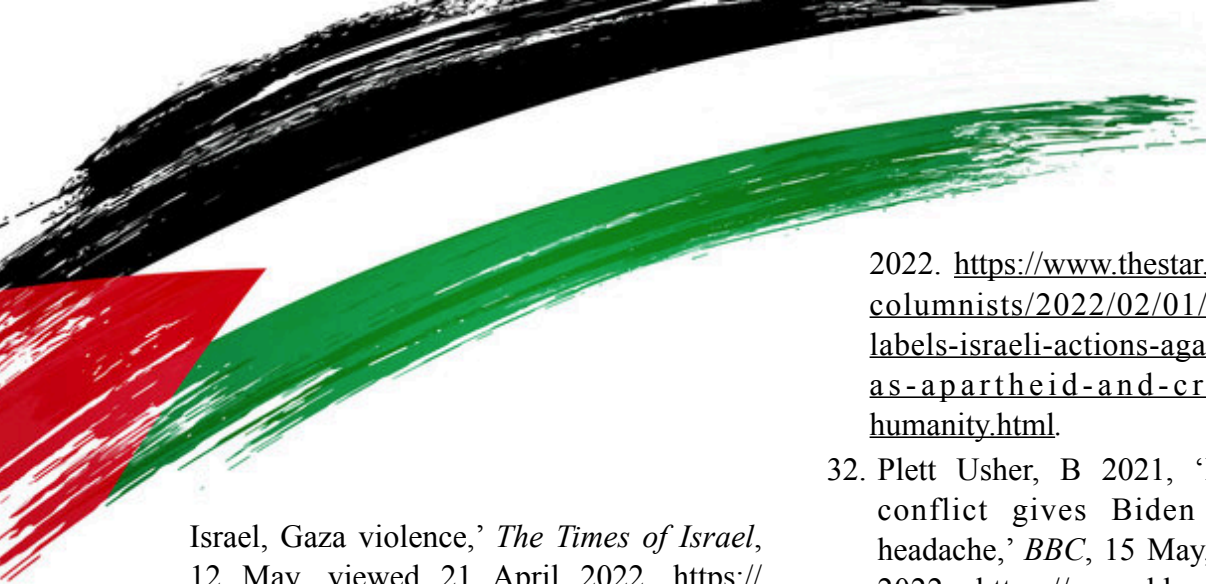 Israel, Gaza violence,’ The Times of Israel,
12 May, viewed 21 April 2022, https://
2022. https://www.thestar.
columnists/2022/02/01/
labels-israeli-actions-aga
as-apartheid-and-cr
humanity.html.
32. Plett Usher, B 2021, ‘
conflict gives Biden
headache,’ BBC, 15 May,